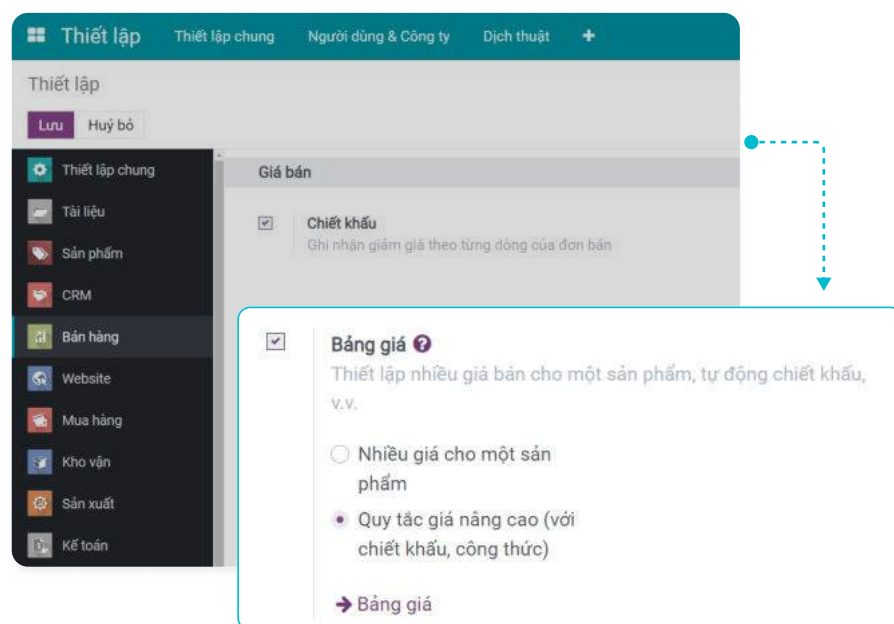 Thiết lập Thiết lập chung Người dùng & Công ty Dịch thuật +
Thiết lập
Lưu Huỷ bỏ
Thiết lập chung
Tài liệu
Sản phẩm
CRM
Bán hàng
Website
Mua hàng
Kho vận
Sản xuất
Kế toán
Giá bán
Chiết khấu
Ghi nhận giảm giá theo từng dòng của đơn bán
Bảng giá ?
Thiết lập nhiều giá bán cho một sản phẩm, tự động chiết khấu,
v.v.
Nhiều giá cho một sản
phẩm
Quy tắc giá nâng cao (với
chiết khấu, công thức)
Bảng giá